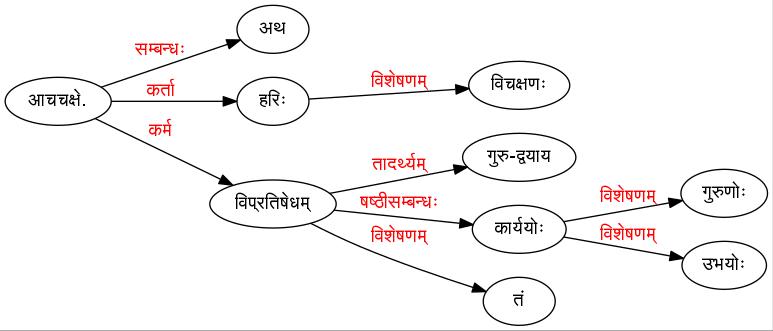 अथ
सम्बन्धः
आचचक्षे.
कर्ता
हरिः
विशेषणम्
विचक्षणः
कर्म
विप्रतिषेधम्
तादर्थ्यम्
गुरु-द्वयाय
षष्ठीसम्बन्धः
कार्ययोः
विशेषणम्
गुरुणोः
विशेषणम्
उभयोः
विशेषणम्
तं